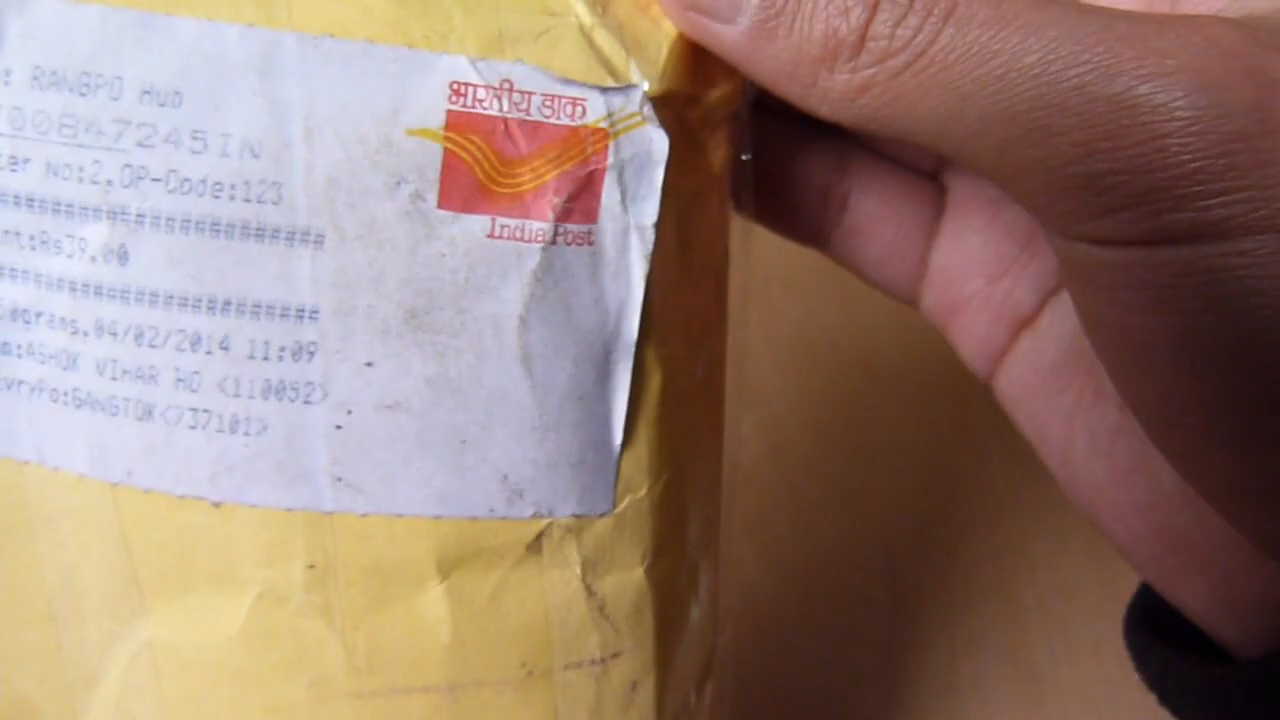 : RANGPO Hub
00847245IN
ter No:2,OP-Code:123
rt:Rs39.00
grams,04/02/2014 11:09
m:ASHOK VIHAR HO <110052>
vryPo:GANGTOK<737101>
भारतीय डाक
India Post